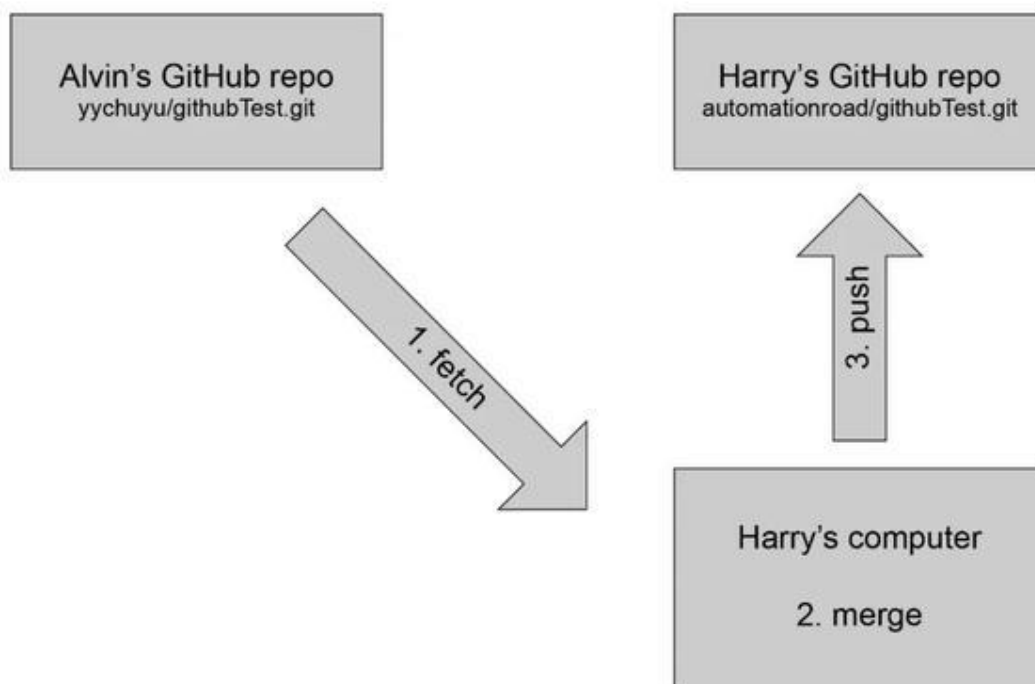 Alvin's GitHub repo
yychuyu/githubTest.git
Harry's GitHub repo
automationroad/githubTest.git
1. fetch
3. push
Harry's computer
2. merge